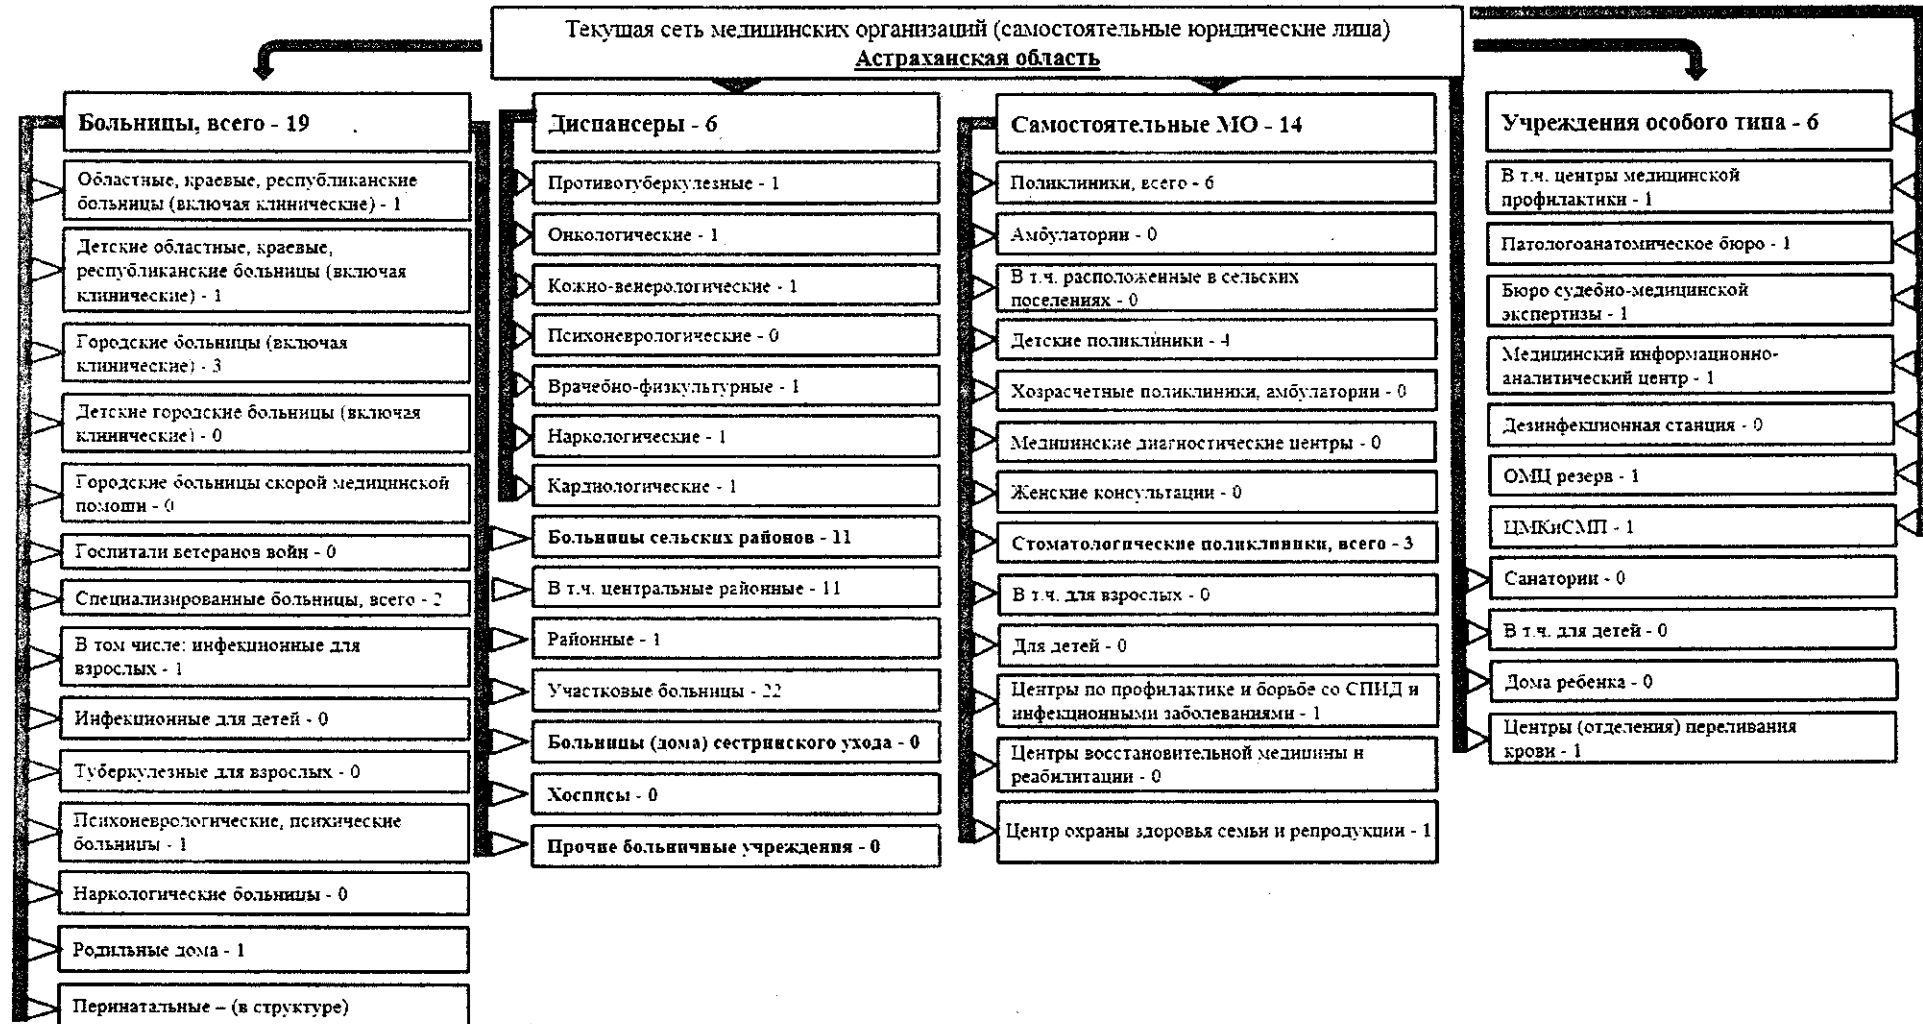 Текущая сеть медицинских организаций (самостоятельные юридические лица)
Астраханская область
Больницы, всего - 19
Областные, краевые, республиканские
больницы (включая клинические) - 1
Детские областные, краевые,
республиканские больницы (включая
клинические) - 1
Городские больницы (включая
клинические) - 3
Детские городские больницы (включая
клинические) - 0
Городские больницы скорой медицинской
помощи - 0
Госпитали ветеранов войн - 0
Специализированные больницы, всего - 2
В том числе: инфекционные для
взрослых - 1
Инфекционные для детей - 0
Туберкулезные для взрослых - 0
Психоневрологические, психические
больницы - 1
Наркологические больницы - 0
Родильные дома - 1
Перинатальные – (в структуре)
Диспансеры - 6
Противотуберкулезные - 1
Онкологические - 1
Кожно-венерологические - 1
Психоневрологические - 0
Врачебно-физкультурные - 1
Наркологические - 1
Кардиологические - 1
Больницы сельских районов - 11
В т.ч. центральные районные - 11
Районные - 1
Участковые больницы - 22
Больницы (дома) сестринского ухода - 0
Хосписы - 0
Прочие больничные учреждения - 0
Самостоятельные МО - 14
Поликлиники, всего - 6
Амбулатории - 0
В т.ч. расположенные в сельских
поселениях - 0
Детские поликлиники - 4
Хозрасчетные поликлиники, амбулатории - 0
Медицинские диагностические центры - 0
Женские консультации - 0
Стоматологические поликлиники, всего - 3
В т.ч. для взрослых - 0
Для детей - 0
Центры по профилактике и борьбе со СПИД и
инфекционными заболеваниями - 1
Центры восстановительной медицины и
реабилитации - 0
Центр охраны здоровья семьи и репродукции - 1
Учреждения особого типа - 6
В т.ч. центры медицинской
профилактики - 1
Патологоанатомическое бюро - 1
Бюро судебно-медицинской
экспертизы - 1
Медицинский информационно-
аналитический центр - 1
Дезинфекционная станция - 0
ОМЦ резерв - 1
ЦМКиСМП - 1
Санатории - 0
В т.ч. для детей - 0
Дома ребенка - 0
Центры (отделения) переливания
крови - 1